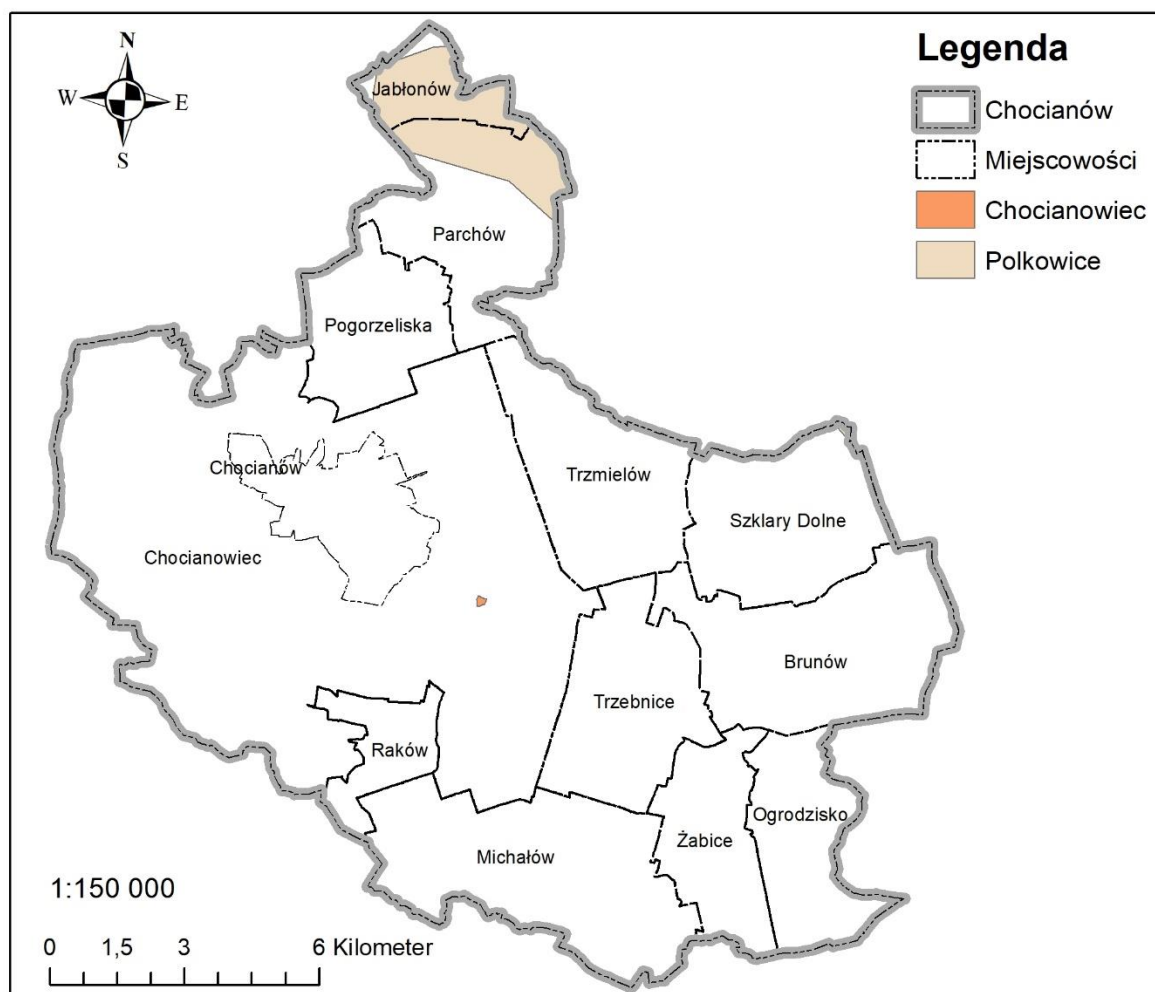 N
W E
S
Legenda
Chocianów
Miejscowości
Chocianowiec
Polkowice
Jabłonów
Parchów
Pogorzeliska
Chocianów
Trzmielów
Szklary Dolne
Chocianowiec
Brunów
Trzebnice
Raków
Ogrodzisko
Żabice
Michałów
1:150 000
0 1,5 3 6 Kilometer